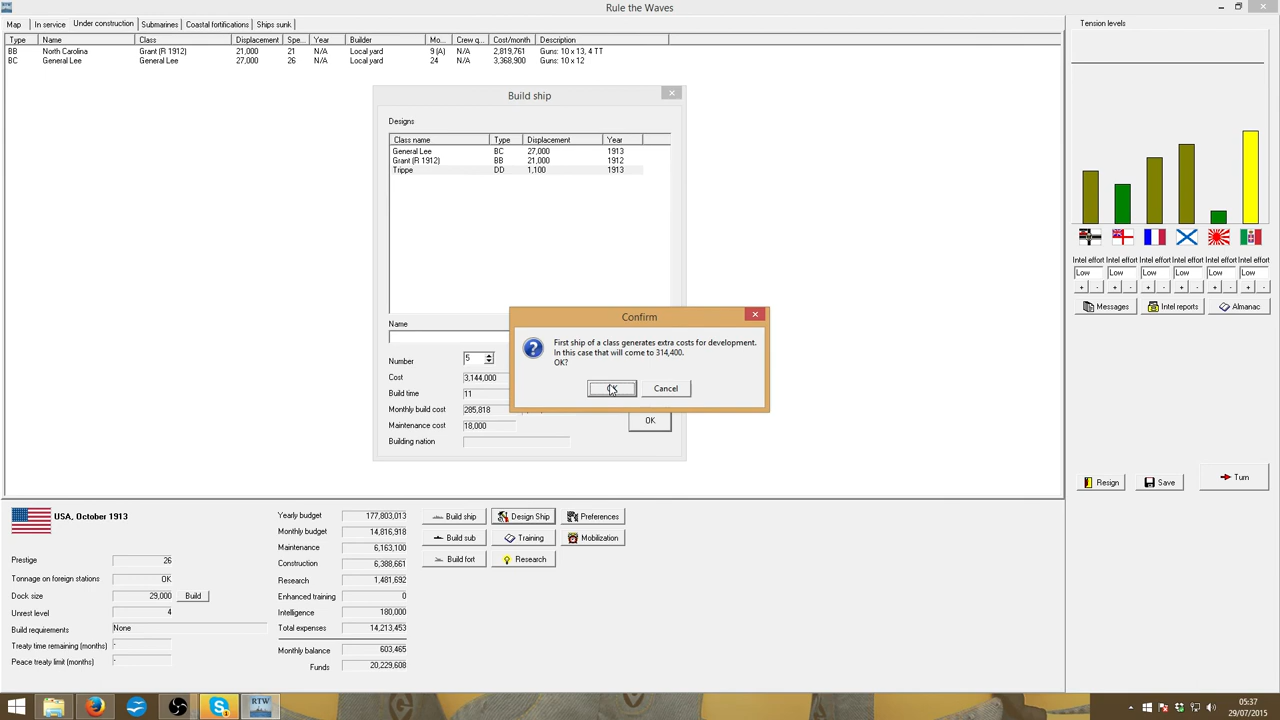 Rule the Waves
Map In service Under construction Submarines Coastal fortifications Ships sunk
Type Name Class Displacement Spe... Year Builder Mo... Crew q... Cost/month Description
BB North Carolina Grant (R 1912) 21,000 21 N/A Local yard 9 (A) N/A 2,819,761 Guns: 10 x 13, 4 TT
BC General Lee General Lee 27,000 26 N/A Local yard 24 N/A 3,368,900 Guns: 10 x 12
Tension levels
Build ship
Designs
Class name Type Displacement Year
General Lee BC 27,000 1913
Grant (R 1912) BB 21,000 1912
Trippe DD 1,100 1913
Name
Number 5
Cost 3,144,000
Build time 11
Monthly build cost 285,818
Maintenance cost 18,000
Building nation
OK
Confirm
First ship of a class generates extra costs for development.
In this case that will come to 314,400.
OK?
Cancel
Intel effort Intel effort Intel effort Intel effort Intel effort Intel effort
Low Low Low Low Low Low
+ - + - + - + - + - + -
Messages Intel reports Almanac
Resign Save Turn
USA, October 1913
Prestige 26
Tonnage on foreign stations OK
Dock size 29,000 Build
Unrest level 4
Build requirements None
Treaty time remaining (months) -
Peace treaty limit (months) -
Yearly budget 177,803,013
Monthly budget 14,816,918
Maintenance 6,163,100
Construction 6,388,661
Research 1,481,692
Enhanced training 0
Intelligence 180,000
Total expenses 14,213,453
Monthly balance 603,465
Funds 20,229,608
Build ship Design Ship Preferences
Build sub Training Mobilization
Build fort Research
RTW
05:37
29/07/2015